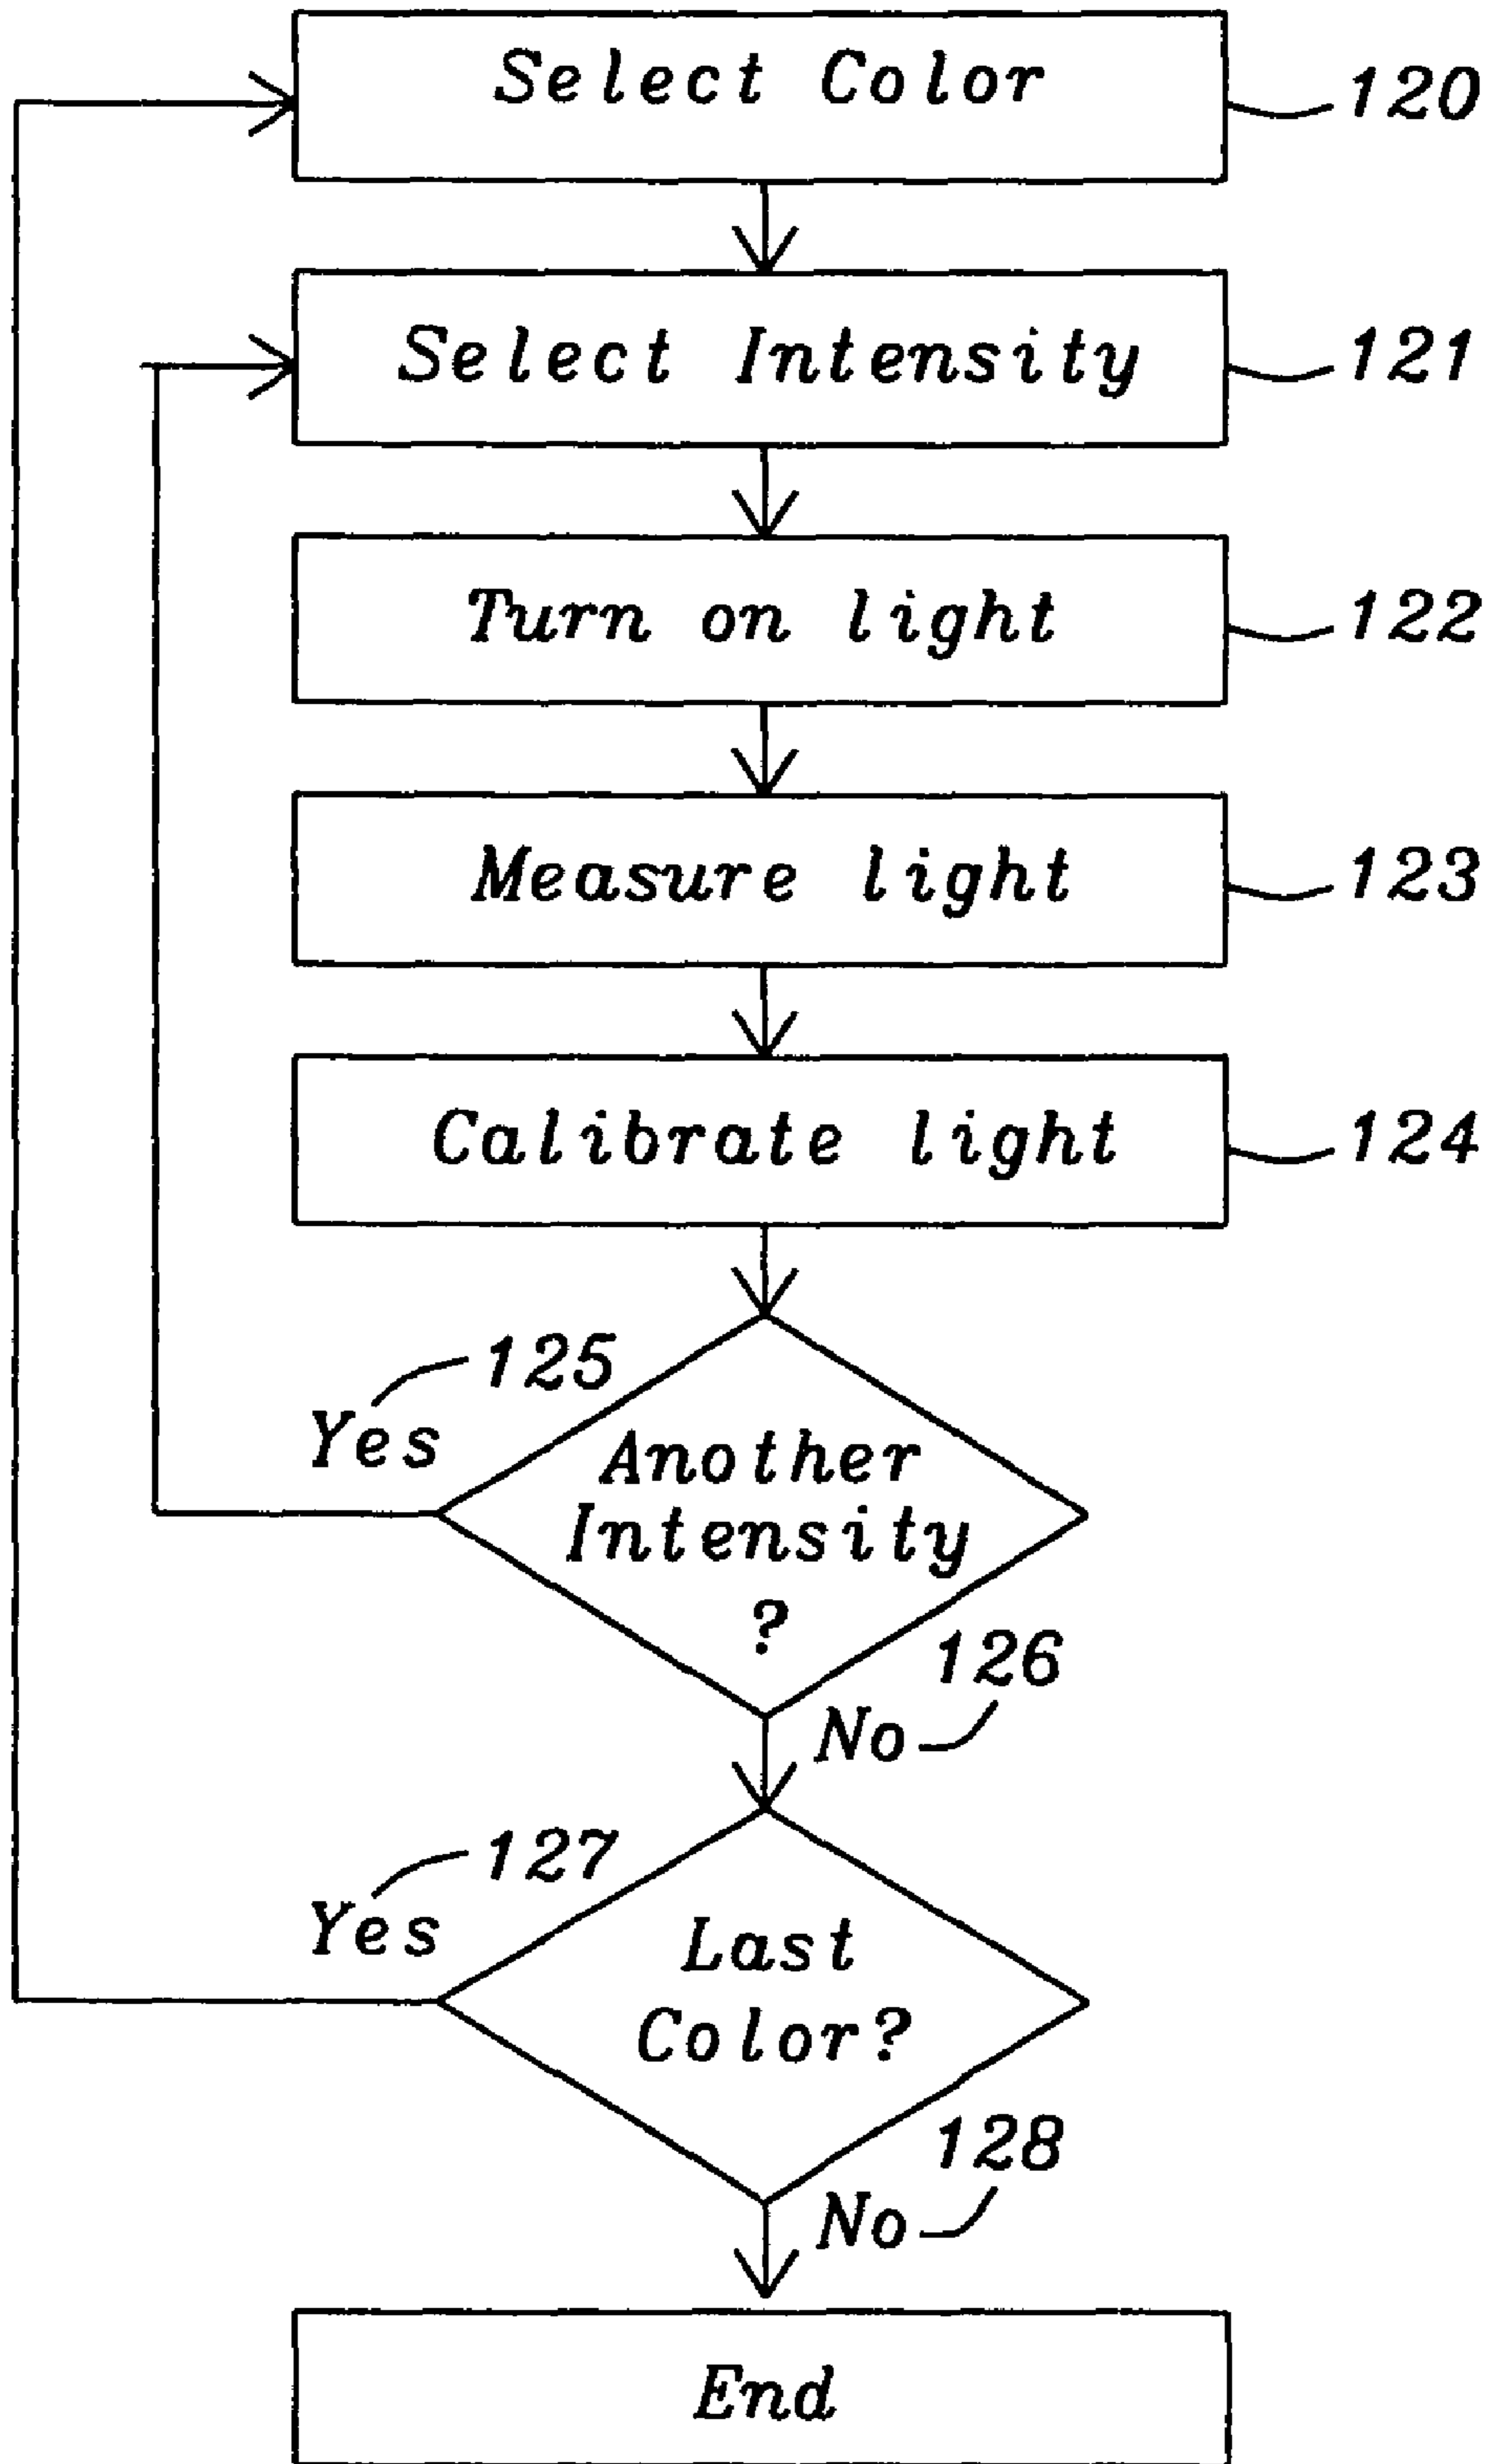 Select Color
120
Select Intensity
121
Turn on light
122
Measure light
123
Calibrate light
124
125
Yes
Another
Intensity
?
126
No
127
Yes
Last
Color?
128
No
End